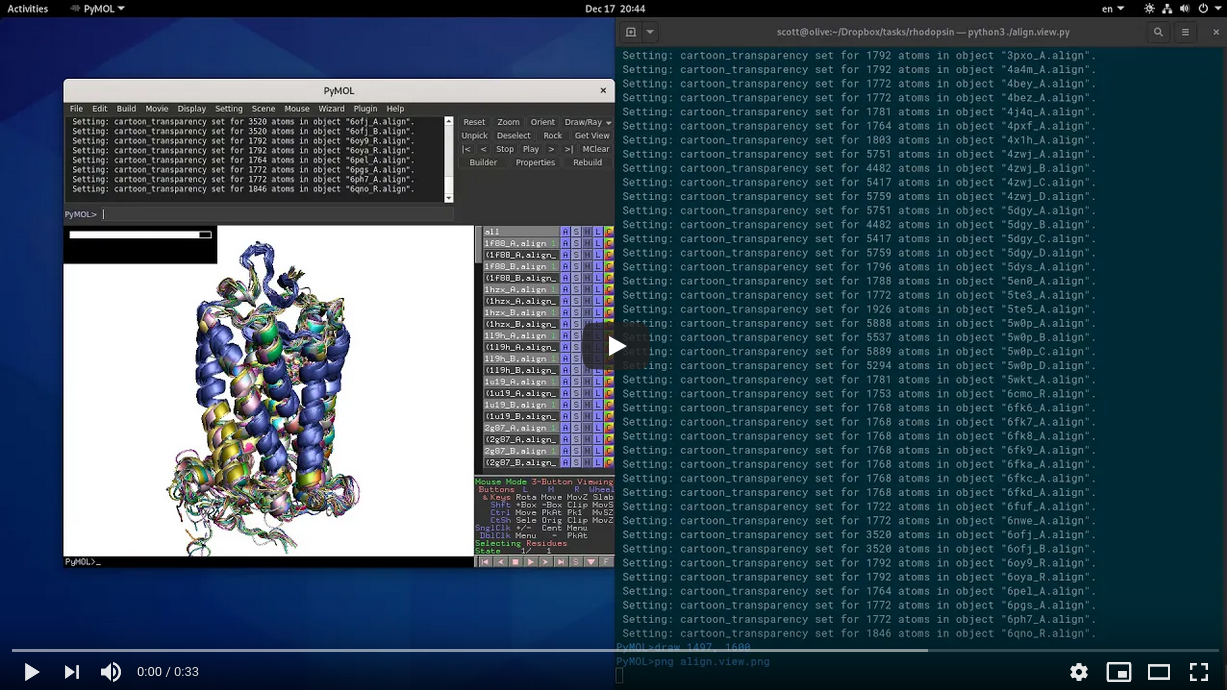 Activities PyMOL Dec 17 20:44 en
scott@olive:~/Dropbox/tasks/rhodopsin — python3 ./align.view.py
PyMOL
File Edit Build Movie Display Setting Scene Mouse Wizard Plugin Help
Setting: cartoon_transparency set for 3520 atoms in object "6ofj_A.align".
Setting: cartoon_transparency set for 3520 atoms in object "6ofj_B.align".
Setting: cartoon_transparency set for 1792 atoms in object "6oy9_R.align".
Setting: cartoon_transparency set for 1792 atoms in object "6oya_R.align".
Setting: cartoon_transparency set for 1764 atoms in object "6pel_A.align".
Setting: cartoon_transparency set for 1772 atoms in object "6pgs_A.align".
Setting: cartoon_transparency set for 1772 atoms in object "6ph7_A.align".
Setting: cartoon_transparency set for 1846 atoms in object "6qno_R.align".
PyMOL>
Reset Zoom Orient Draw/Ray
Unpick Deselect Rock Get View
|< < Stop Play > >| MClear
Builder Properties Rebuild
all A S H L C
1f88_A.align 1 A S H L C
(1f88_A.align_ A S H L C
1f88_B.align 1 A S H L C
(1f88_B.align_ A S H L C
1hzx_A.align 1 A S H L C
(1hzx_A.align_ A S H L C
1hzx_B.align 1 A S H L C
(1hzx_B.align_ A S H L C
1l9h_A.align 1 A S H L C
(1l9h_A.align_ A S H L C
1l9h_B.align 1 A S H L C
(1l9h_B.align_ A S H L C
1u19_A.align 1 A S H L C
(1u19_A.align_ A S H L C
1u19_B.align 1 A S H L C
(1u19_B.align_ A S H L C
2g87_A.align 1 A S H L C
(2g87_A.align_ A S H L C
2g87_B.align 1 A S H L C
(2g87_B.align_ A S H L C
Mouse Mode 3-Button Viewing
Buttons L M R Wheel
& Keys Rota Move MovZ Slab
Shft +Box -Box Clip MovS
Ctrl Move PkAt Pk1 MvSZ
CtSh Sele Orig Clip MovZ
SnglClk +/- Cent Menu
DblClk Menu - PkAt
Selecting Residues
State 1/ 1
PyMOL>_
S F
Setting: cartoon_transparency set for 1792 atoms in object "3pxo_A.align".
Setting: cartoon_transparency set for 1792 atoms in object "4a4m_A.align".
Setting: cartoon_transparency set for 1772 atoms in object "4bey_A.align".
Setting: cartoon_transparency set for 1772 atoms in object "4bez_A.align".
Setting: cartoon_transparency set for 1781 atoms in object "4j4q_A.align".
Setting: cartoon_transparency set for 1764 atoms in object "4pxf_A.align".
Setting: cartoon_transparency set for 1803 atoms in object "4x1h_A.align".
Setting: cartoon_transparency set for 5751 atoms in object "4zwj_A.align".
Setting: cartoon_transparency set for 4482 atoms in object "4zwj_B.align".
Setting: cartoon_transparency set for 5417 atoms in object "4zwj_C.align".
Setting: cartoon_transparency set for 5759 atoms in object "4zwj_D.align".
Setting: cartoon_transparency set for 5751 atoms in object "5dgy_A.align".
Setting: cartoon_transparency set for 4482 atoms in object "5dgy_B.align".
Setting: cartoon_transparency set for 5417 atoms in object "5dgy_C.align".
Setting: cartoon_transparency set for 5759 atoms in object "5dgy_D.align".
Setting: cartoon_transparency set for 1796 atoms in object "5dys_A.align".
Setting: cartoon_transparency set for 1788 atoms in object "5en0_A.align".
Setting: cartoon_transparency set for 1772 atoms in object "5te3_A.align".
Setting: cartoon_transparency set for 1926 atoms in object "5te5_A.align".
Setting: cartoon_transparency set for 5888 atoms in object "5w0p_A.align".
Setting: cartoon_transparency set for 5537 atoms in object "5w0p_B.align".
Setting: cartoon_transparency set for 5889 atoms in object "5w0p_C.align".
Setting: cartoon_transparency set for 5294 atoms in object "5w0p_D.align".
Setting: cartoon_transparency set for 1781 atoms in object "5wkt_A.align".
Setting: cartoon_transparency set for 1753 atoms in object "6cmo_R.align".
Setting: cartoon_transparency set for 1768 atoms in object "6fk6_A.align".
Setting: cartoon_transparency set for 1768 atoms in object "6fk7_A.align".
Setting: cartoon_transparency set for 1768 atoms in object "6fk8_A.align".
Setting: cartoon_transparency set for 1768 atoms in object "6fk9_A.align".
Setting: cartoon_transparency set for 1768 atoms in object "6fka_A.align".
Setting: cartoon_transparency set for 1768 atoms in object "6fkc_A.align".
Setting: cartoon_transparency set for 1768 atoms in object "6fkd_A.align".
Setting: cartoon_transparency set for 1722 atoms in object "6fuf_A.align".
Setting: cartoon_transparency set for 1772 atoms in object "6nwe_A.align".
Setting: cartoon_transparency set for 3520 atoms in object "6ofj_A.align".
Setting: cartoon_transparency set for 3520 atoms in object "6ofj_B.align".
Setting: cartoon_transparency set for 1792 atoms in object "6oy9_R.align".
Setting: cartoon_transparency set for 1792 atoms in object "6oya_R.align".
Setting: cartoon_transparency set for 1764 atoms in object "6pel_A.align".
Setting: cartoon_transparency set for 1772 atoms in object "6pgs_A.align".
Setting: cartoon_transparency set for 1772 atoms in object "6ph7_A.align".
Setting: cartoon_transparency set for 1846 atoms in object "6qno_R.align".
PyMOL>draw 1497, 1600
PyMOL>png align.view.png
0:00 / 0:33